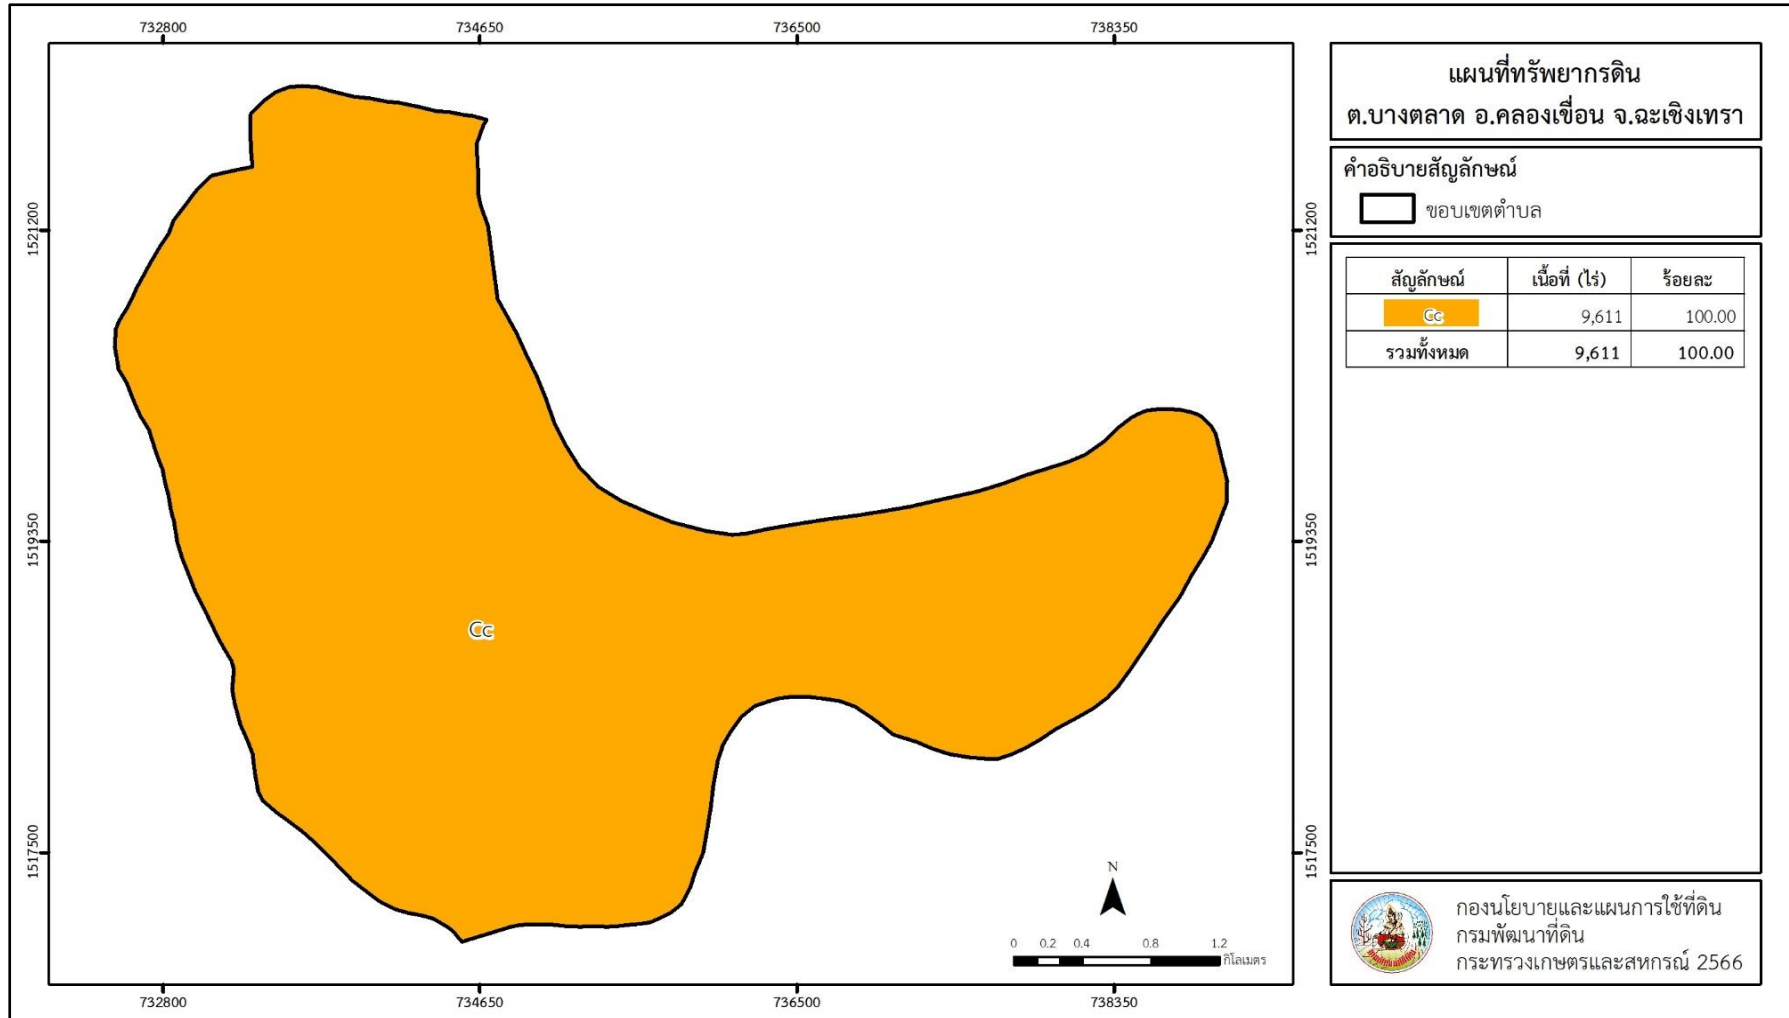 732800 734650 736500 738350
แผนที่ทรัพยากรดิน
ต.บางตลาด อ.คลองเขื่อน จ.ฉะเชิงเทรา
คำอธิบายสัญลักษณ์
ขอบเขตตำบล
1521200 1521200
สัญลักษณ์ เนื้อที่ (ไร่) ร้อยละ
Cc 9,611 100.00
รวมทั้งหมด 9,611 100.00
1519350 1519350
Cc
1517500 1517500
N
0 0.2 0.4 0.8 1.2
กิโลเมตร
กองนโยบายและแผนการใช้ที่ดิน
กรมพัฒนาที่ดิน
กระทรวงเกษตรและสหกรณ์ 2566
732800 734650 736500 738350